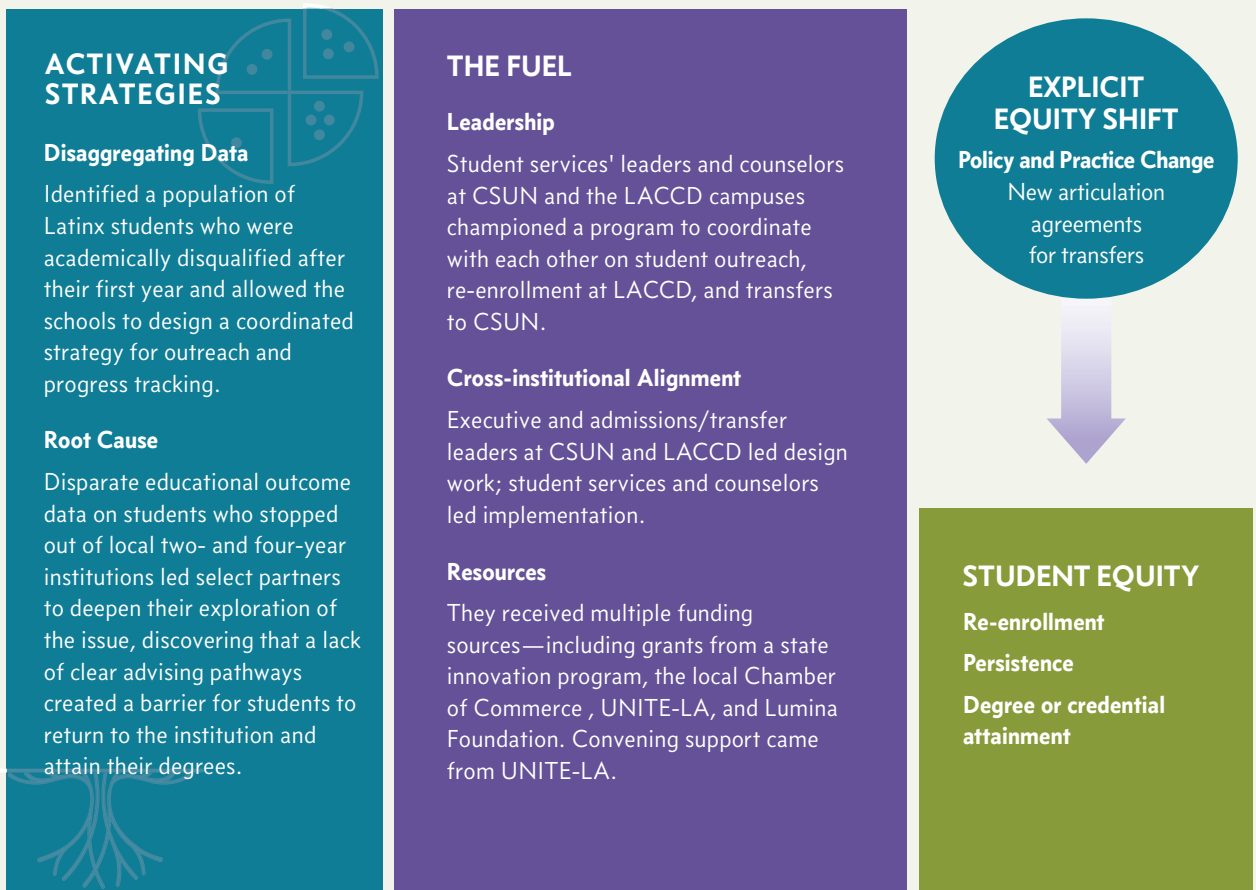 ACTIVATING
STRATEGIES
Disaggregating Data
Identified a population of
Latinx students who were
academically disqualified after
their first year and allowed the
schools to design a coordinated
strategy for outreach and
progress tracking.
Root Cause
Disparate educational outcome
data on students who stopped
out of local two- and four-year
institutions led select partners
to deepen their exploration of
the issue, discovering that a lack
of clear advising pathways
created a barrier for students to
return to the institution and
attain their degrees.
THE FUEL
Leadership
Student services' leaders and counselors
at CSUN and the LACCD campuses
championed a program to coordinate
with each other on student outreach,
re-enrollment at LACCD, and transfers
to CSUN.
Cross-institutional Alignment
Executive and admissions/transfer
leaders at CSUN and LACCD led design
work; student services and counselors
led implementation.
Resources
They received multiple funding
sources—including grants from a state
innovation program, the local Chamber
of Commerce , UNITE-LA, and Lumina
Foundation. Convening support came
from UNITE-LA.
EXPLICIT
EQUITY SHIFT
Policy and Practice Change
New articulation
agreements
for transfers
STUDENT EQUITY
Re-enrollment
Persistence
Degree or credential
attainment